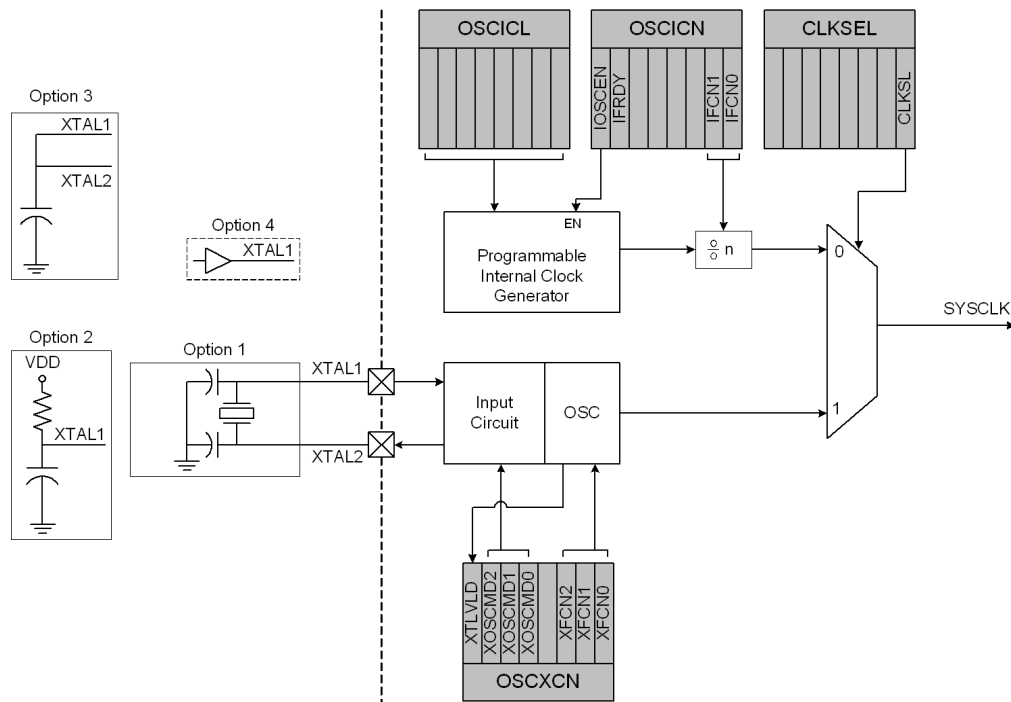 OSCICL
OSCICN
CLKSEL
IOSCEN
IFRDY
IFCN1
IFCN0
CLKSL
Option 3
XTAL1
XTAL2
Option 4
XTAL1
EN
Programmable
Internal Clock
Generator
n
0
SYSCLK
Option 2
VDD
XTAL1
Option 1
XTAL1
XTAL2
Input
Circuit
OSC
1
XTLVLD
XOSCMD2
XOSCMD1
XOSCMD0
XFCN2
XFCN1
XFCN0
OSCXCN